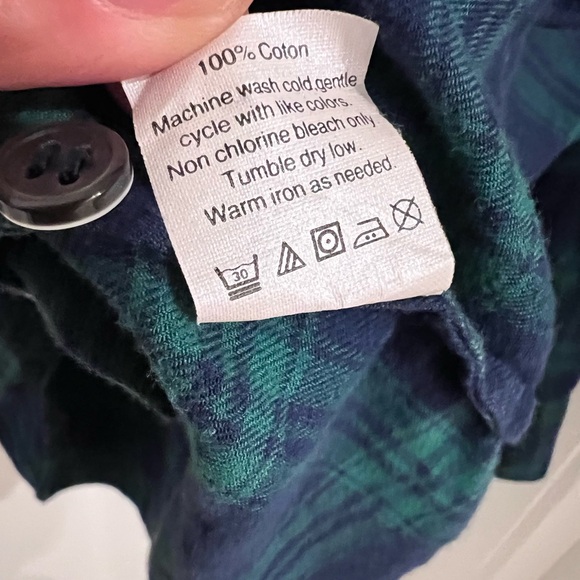 100% Coton
Machine wash cold.gentle
cycle with like colors.
Non chlorine bleach only
Tumble dry low.
Warm iron as needed.
30